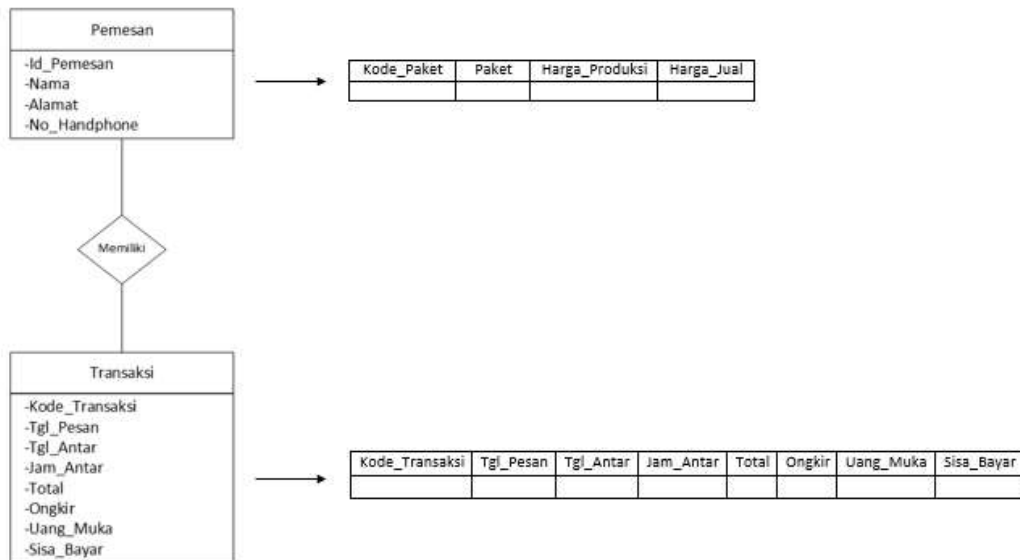 Pemesan
-Id_Pemesan
-Nama
-Alamat
-No_Handphone
Kode_Paket Paket Harga_Produksi Harga_Jual
Memiliki
Transaksi
-Kode_Transaksi
-Tgl_Pesan
-Tgl_Antar
-Jam_Antar
-Total
-Ongkir
-Uang_Muka
-Sisa_Bayar
Kode_Transaksi Tgl_Pesan Tgl_Antar Jam_Antar Total Ongkir Uang_Muka Sisa_Bayar